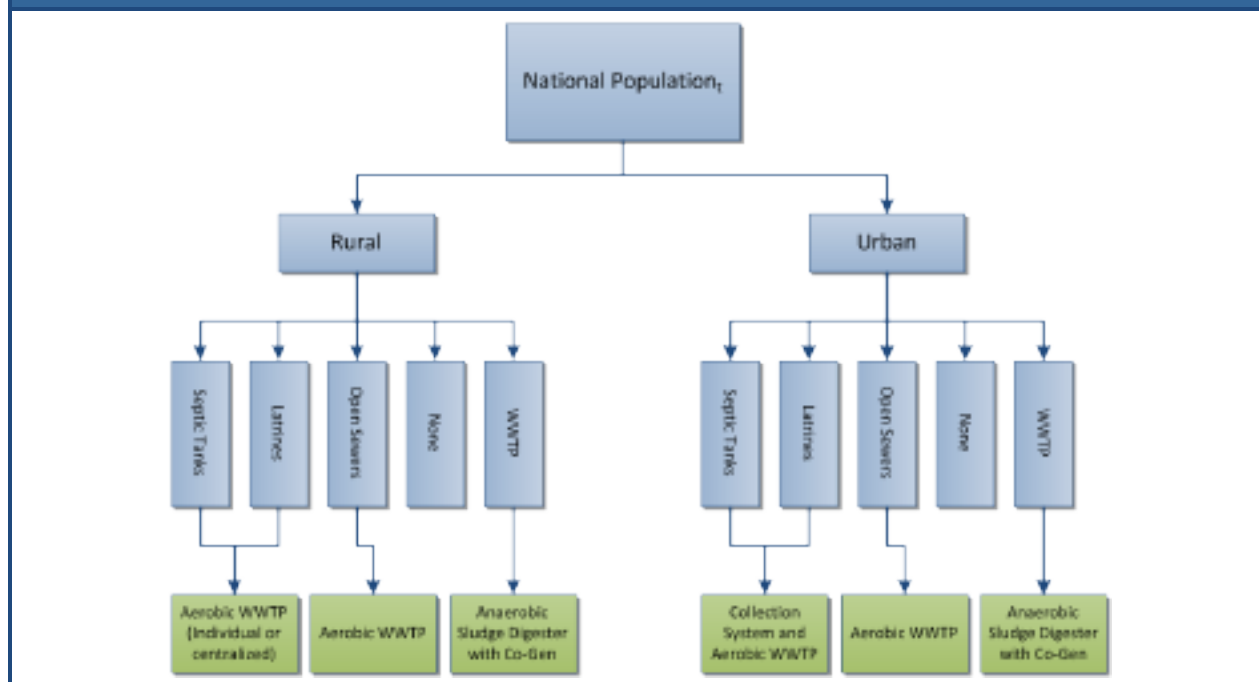 National Populationₜ
Rural
Urban
Septic Tanks
Latrines
Open Sewers
None
WWTP
Septic Tanks
Latrines
Open Sewers
None
WWTP
Aerobic WWTP
(Individual or
centralized)
Aerobic WWTP
Anaerobic
Sludge Digester
with Co-Gen
Collection
System and
Aerobic WWTP
Aerobic WWTP
Anaerobic
Sludge Digester
with Co-Gen